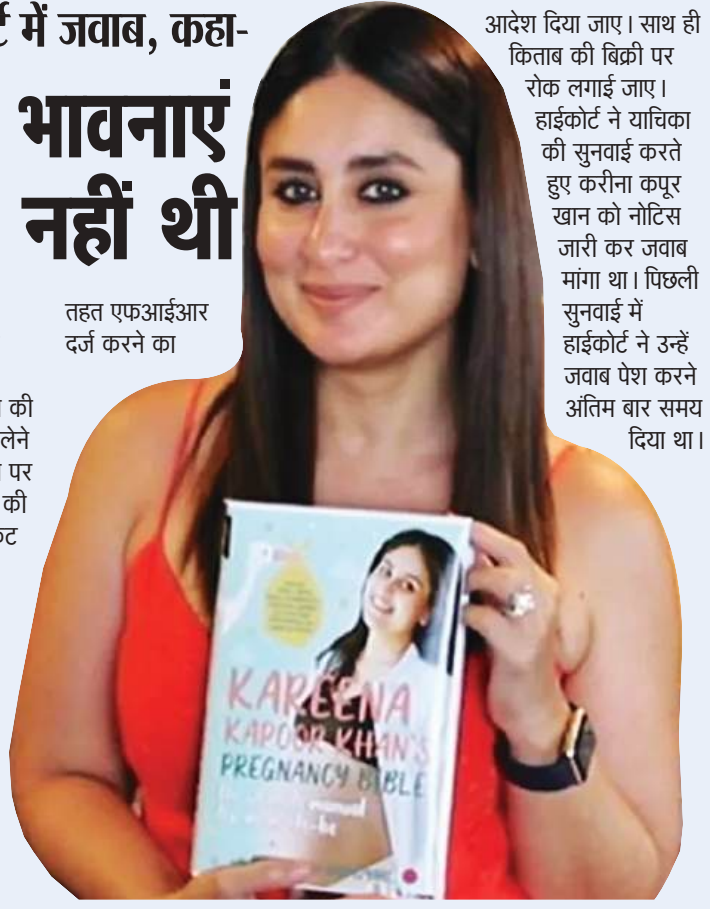 में जवाब, कहा-
भावनाएं
नहीं थी
तहत एफआईआर
दर्ज करने का
की
लेने
पर
की
आदेश दिया जाए। साथ ही
किताब की बिक्री पर
रोक लगाई जाए।
हाईकोर्ट ने याचिका
की सुनवाई करते
हुए करीना कपूर
खान को नोटिस
जारी कर जवाब
मांगा था। पिछली
सुनवाई में
हाईकोर्ट ने उन्हें
जवाब पेश करने
अंतिम बार समय
दिया था।
KAREENA
KAPOOR KHAN'S
PREGNANCY BIBLE
manual